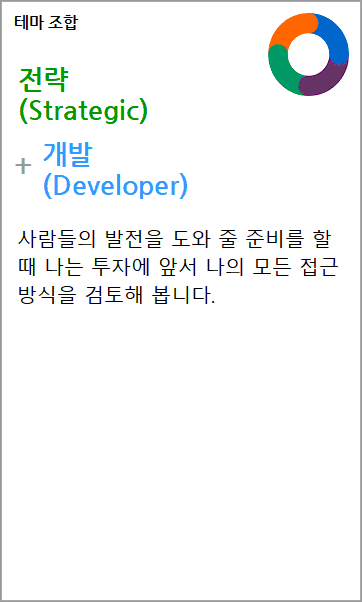 테마 조합
전략
(Strategic)
+ 개발
(Developer)
사람들의 발전을 도와 줄 준비를 할
때 나는 투자에 앞서 나의 모든 접근
방식을 검토해 봅니다.